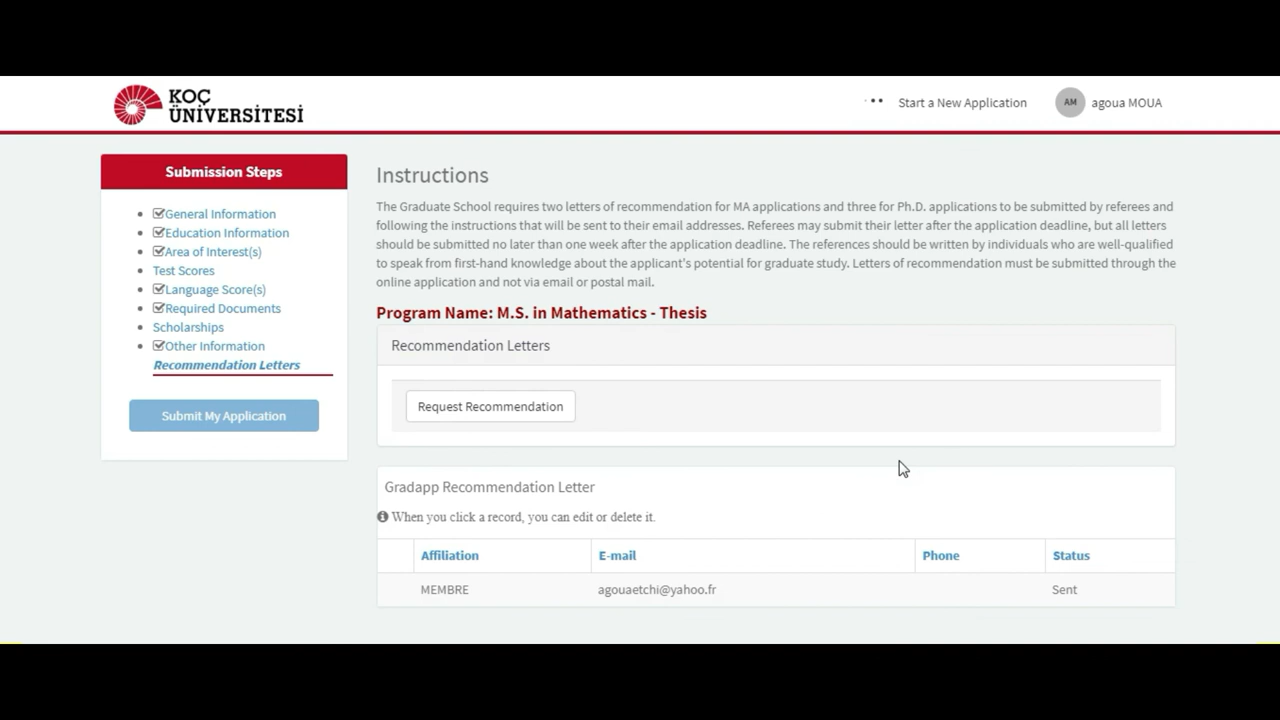 KOÇ
ÜNİVERSİTESİ
Start a New Application
AM
agoua MOUA
Submission Steps
General Information
Education Information
Area of Interest(s)
Test Scores
Language Score(s)
Required Documents
Scholarships
Other Information
Recommendation Letters
Submit My Application
Instructions
The Graduate School requires two letters of recommendation for MA applications and three for Ph.D. applications to be submitted by referees and
following the instructions that will be sent to their email addresses. Referees may submit their letter after the application deadline, but all letters
should be submitted no later than one week after the application deadline. The references should be written by individuals who are well-qualified
to speak from first-hand knowledge about the applicant's potential for graduate study. Letters of recommendation must be submitted through the
online application and not via email or postal mail.
Program Name: M.S. in Mathematics - Thesis
Recommendation Letters
Request Recommendation
Gradapp Recommendation Letter
When you click a record, you can edit or delete it.
Affiliation E-mail Phone Status
MEMBRE agouaetchi@yahoo.fr Sent